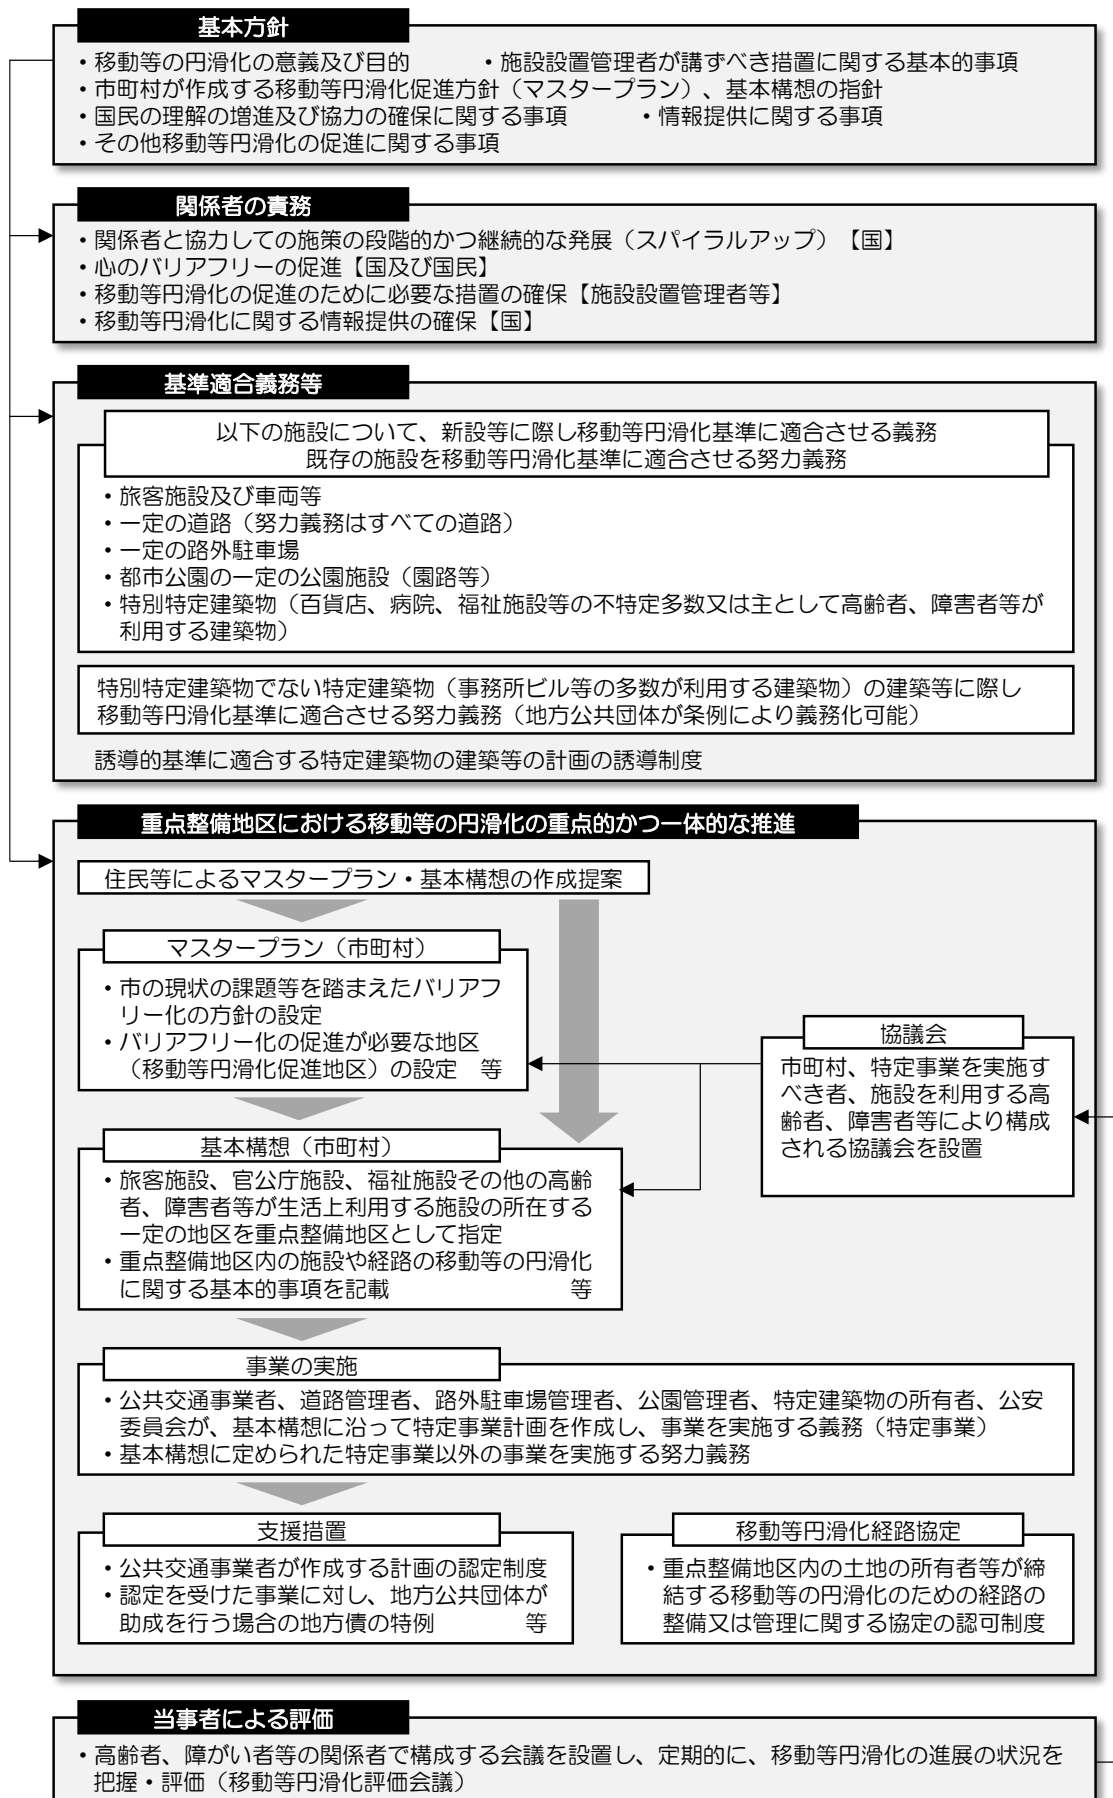 基本方針
・移動等の円滑化の意義及び目的　　・施設設置管理者が講ずべき措置に関する基本的事項
・市町村が作成する移動等円滑化促進方針（マスタープラン）、基本構想の指針
・国民の理解の増進及び協力の確保に関する事項　　・情報提供に関する事項
・その他移動等円滑化の促進に関する事項
関係者の責務
・関係者と協力しての施策の段階的かつ継続的な発展（スパイラルアップ）【国】
・心のバリアフリーの促進【国及び国民】
・移動等円滑化の促進のために必要な措置の確保【施設設置管理者等】
・移動等円滑化に関する情報提供の確保【国】
基準適合義務等
以下の施設について、新設等に際し移動等円滑化基準に適合させる義務
既存の施設を移動等円滑化基準に適合させる努力義務
・旅客施設及び車両等
・一定の道路（努力義務はすべての道路）
・一定の路外駐車場
・都市公園の一定の公園施設（園路等）
・特別特定建築物（百貨店、病院、福祉施設等の不特定多数又は主として高齢者、障害者等が
利用する建築物）
特別特定建築物でない特定建築物（事務所ビル等の多数が利用する建築物）の建築等に際し
移動等円滑化基準に適合させる努力義務（地方公共団体が条例により義務化可能）
誘導的基準に適合する特定建築物の建築等の計画の誘導制度
重点整備地区における移動等の円滑化の重点的かつ一体的な推進
住民等によるマスタープラン・基本構想の作成提案
マスタープラン（市町村）
・市の現状の課題等を踏まえたバリアフ
リー化の方針の設定
・バリアフリー化の促進が必要な地区
（移動等円滑化促進地区）の設定　等
協議会
市町村、特定事業を実施す
べき者、施設を利用する高
齢者、障害者等により構成
される協議会を設置
基本構想（市町村）
・旅客施設、官公庁施設、福祉施設その他の高齢
者、障害者等が生活上利用する施設の所在する
一定の地区を重点整備地区として指定
・重点整備地区内の施設や経路の移動等の円滑化
に関する基本的事項を記載　　等
事業の実施
・公共交通事業者、道路管理者、路外駐車場管理者、公園管理者、特定建築物の所有者、公安
委員会が、基本構想に沿って特定事業計画を作成し、事業を実施する義務（特定事業）
・基本構想に定められた特定事業以外の事業を実施する努力義務
支援措置
・公共交通事業者が作成する計画の認定制度
・認定を受けた事業に対し、地方公共団体が
助成を行う場合の地方債の特例　　等
移動等円滑化経路協定
・重点整備地区内の土地の所有者等が締
結する移動等の円滑化のための経路の
整備又は管理に関する協定の認可制度
当事者による評価
・高齢者、障がい者等の関係者で構成する会議を設置し、定期的に、移動等円滑化の進展の状況を
把握・評価（移動等円滑化評価会議）